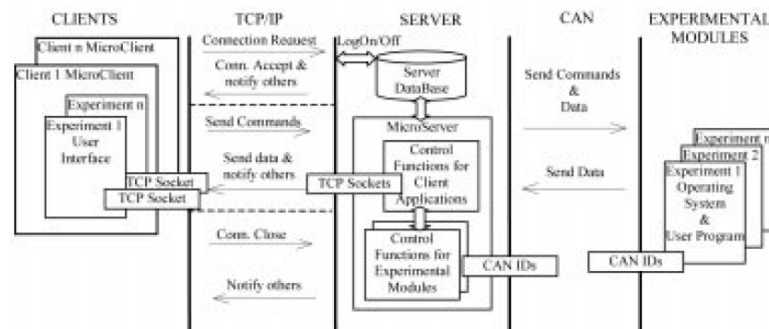 CLIENTS
TCP/IP
SERVER
CAN
EXPERIMENTAL
MODULES
Client n MicroClient
Client 1 MicroClient
Experiment n
Experiment 1
User
Interface
TCP Socket
TCP Socket
Connection Request
Conn. Accept &
notify others
Send Commands
Send data &
notify others
Conn. Close
Notify others
LogOn/Off
Server
DataBase
MicroServer
Control
Functions for
Client
Applications
TCP Sockets
Control
Functions for
Experimental
Modules
CAN IDs
Send Commands
&
Data
Send Data
Experiment n
Experiment 2
Experiment 1
Operating
System
&
User Program
CAN IDs